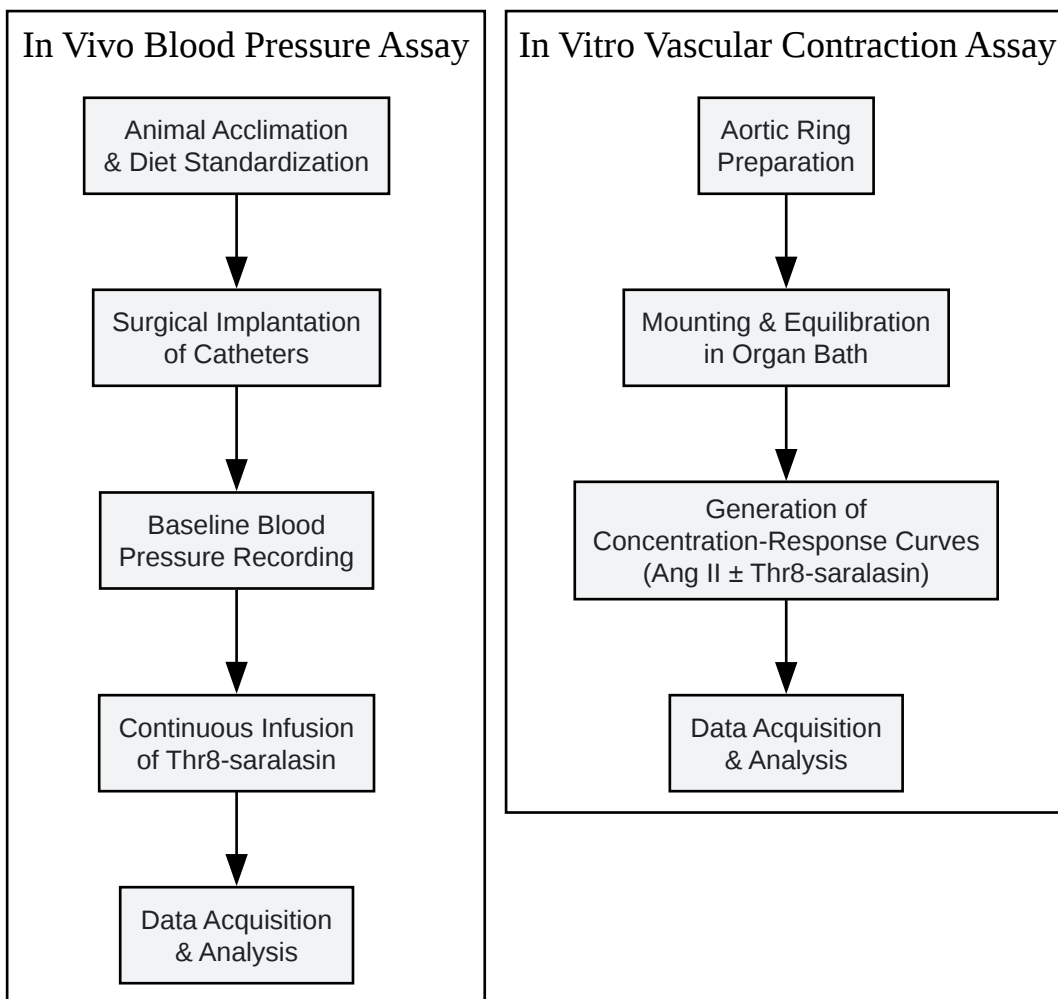 In Vivo Blood Pressure Assay
Animal Acclimation
& Diet Standardization
Surgical Implantation
of Catheters
Baseline Blood
Pressure Recording
Continuous Infusion
of Thr8-saralasin
Data Acquisition
& Analysis
In Vitro Vascular Contraction Assay
Aortic Ring
Preparation
Mounting & Equilibration
in Organ Bath
Generation of
Concentration-Response Curves
(Ang II ± Thr8-saralasin)
Data Acquisition
& Analysis